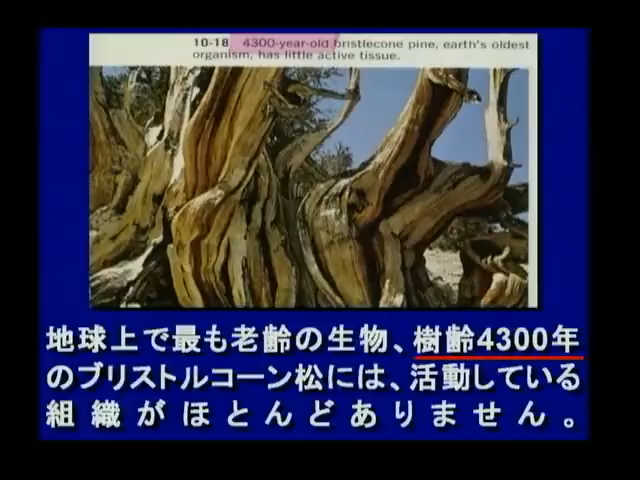 10-18 4300-year-old bristlecone pine, earth's oldest
organism, has little active tissue.
地球上で最も老齢の生物、樹齢4300年
のブリストルコーン松には、活動している
組織がほとんどありません。